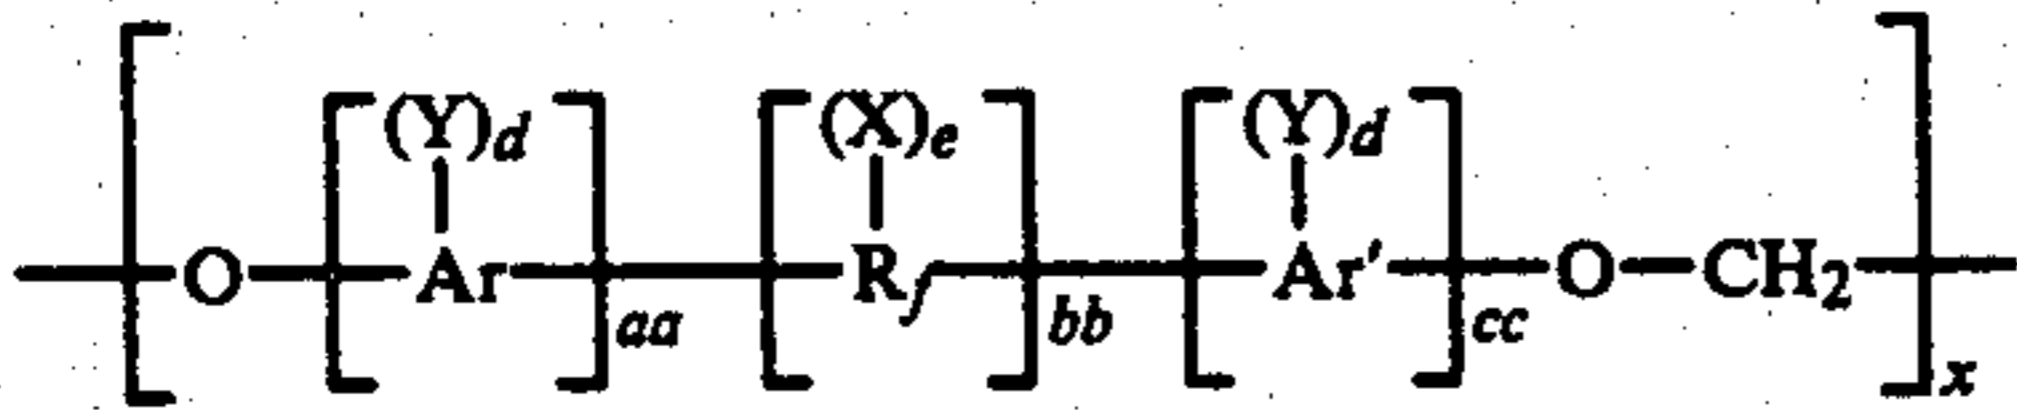 (Y)d (X)e (Y)d
O Ar Rf Ar′ O—CH2
aa bb cc x